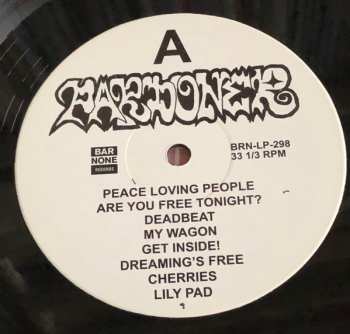 A
PARDONER
BAR
NONE
RECORDS
BRN-LP-298
33 1/3 RPM
PEACE LOVING PEOPLE
ARE YOU FREE TONIGHT?
DEADBEAT
MY WAGON
GET INSIDE!
DREAMING'S FREE
CHERRIES
LILY PAD